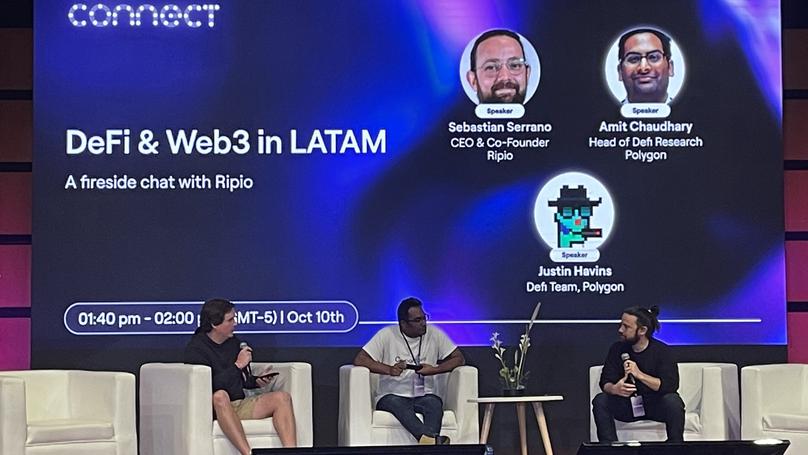 connect
DeFi & Web3 in LATAM
A fireside chat with Ripio
01:40 pm - 02:00 MT-5) | Oct 10th
Speaker
Sebastian Serrano
CEO & Co-Founder
Ripio
Speaker
Amit Chaudhary
Head of Defi Research
Polygon
Speaker
Justin Havins
Defi Team, Polygon